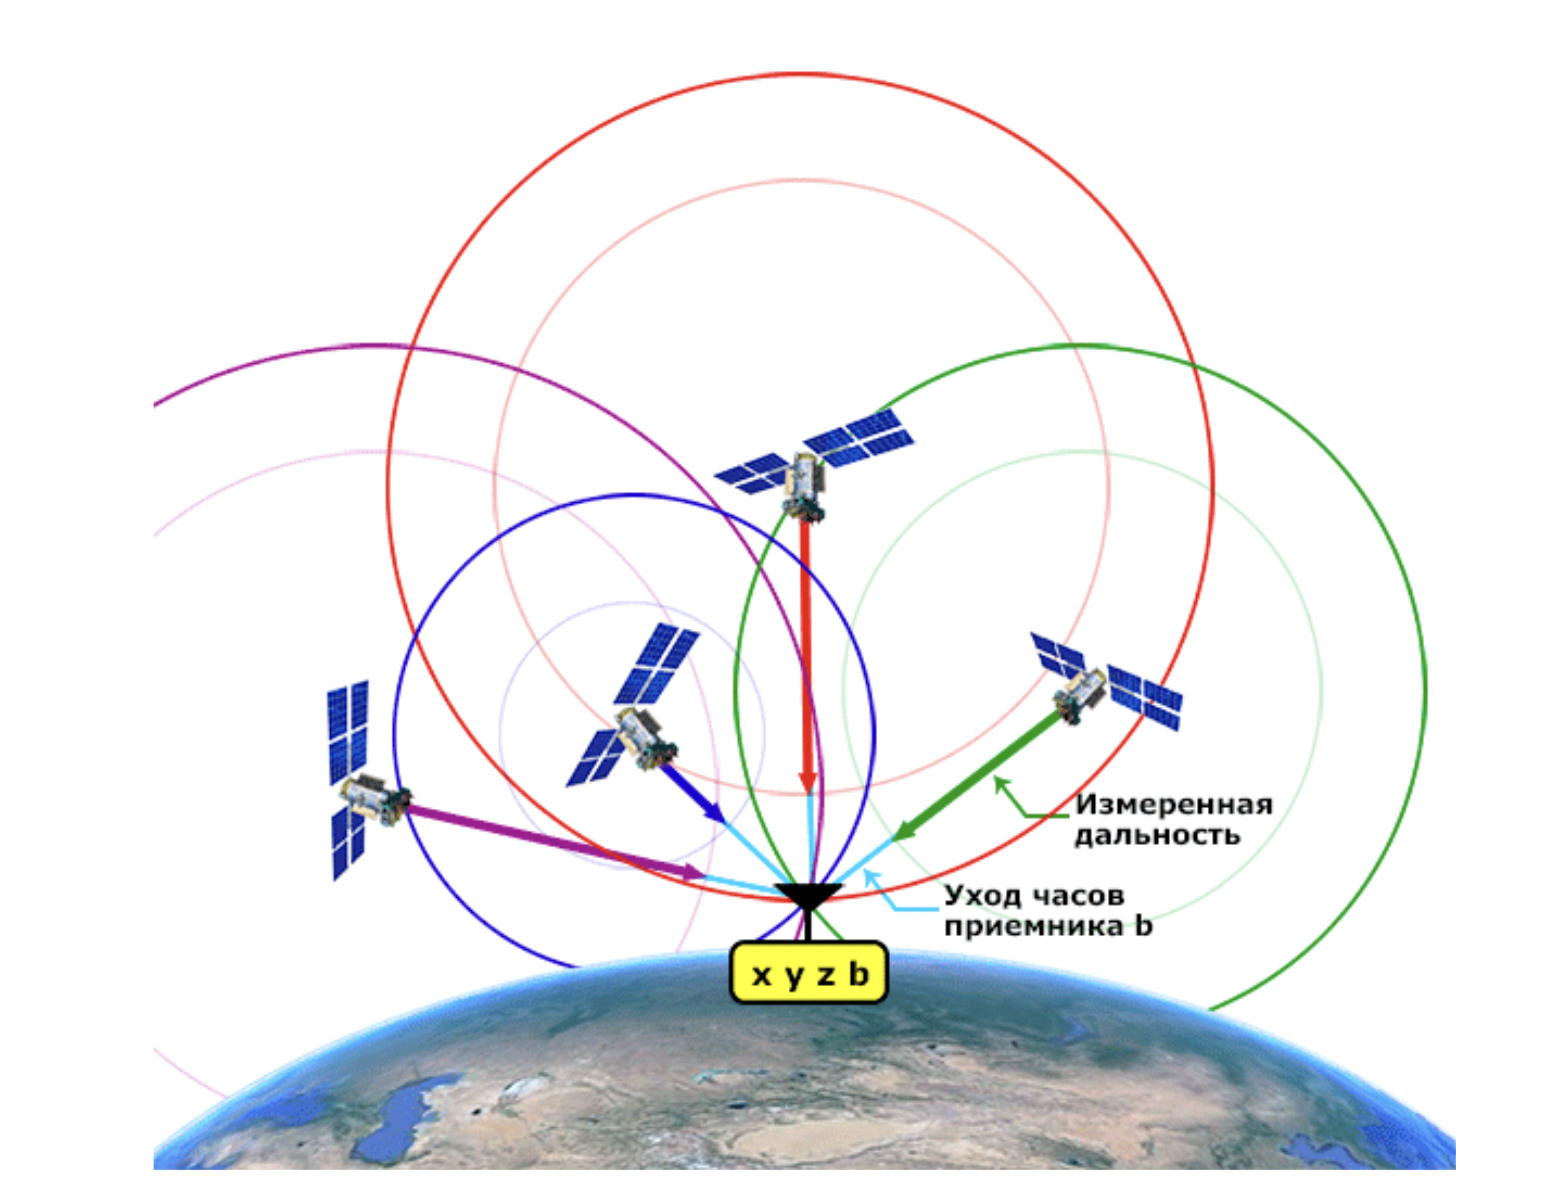 Измеренная
дальность
Уход часов
приемника b
x y z b